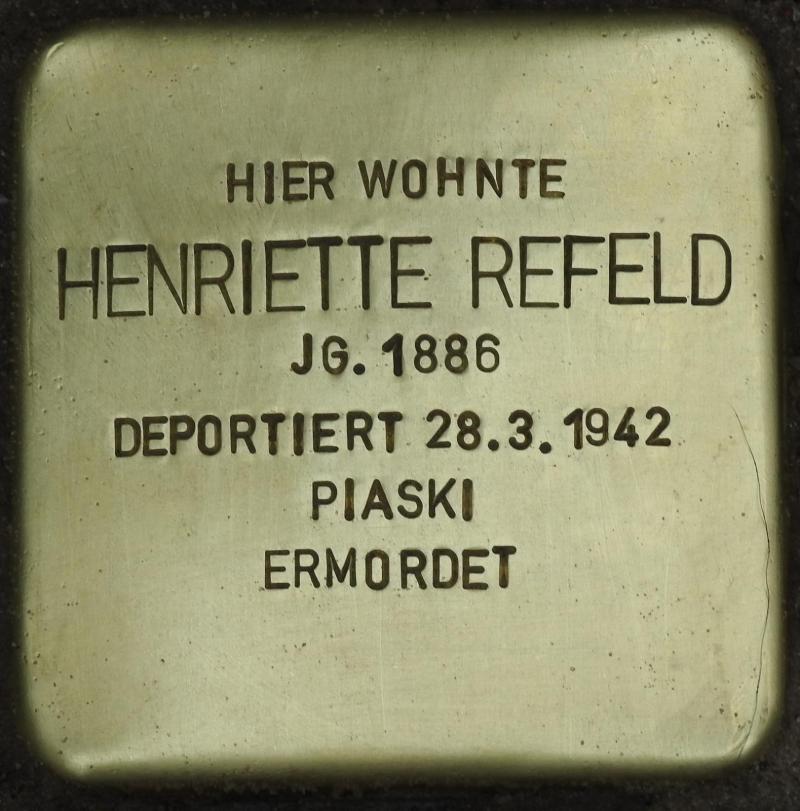 HIER WOHNTE
HENRIETTE REFELD
JG. 1886
DEPORTIERT 28.3.1942
PIASKI
ERMORDET